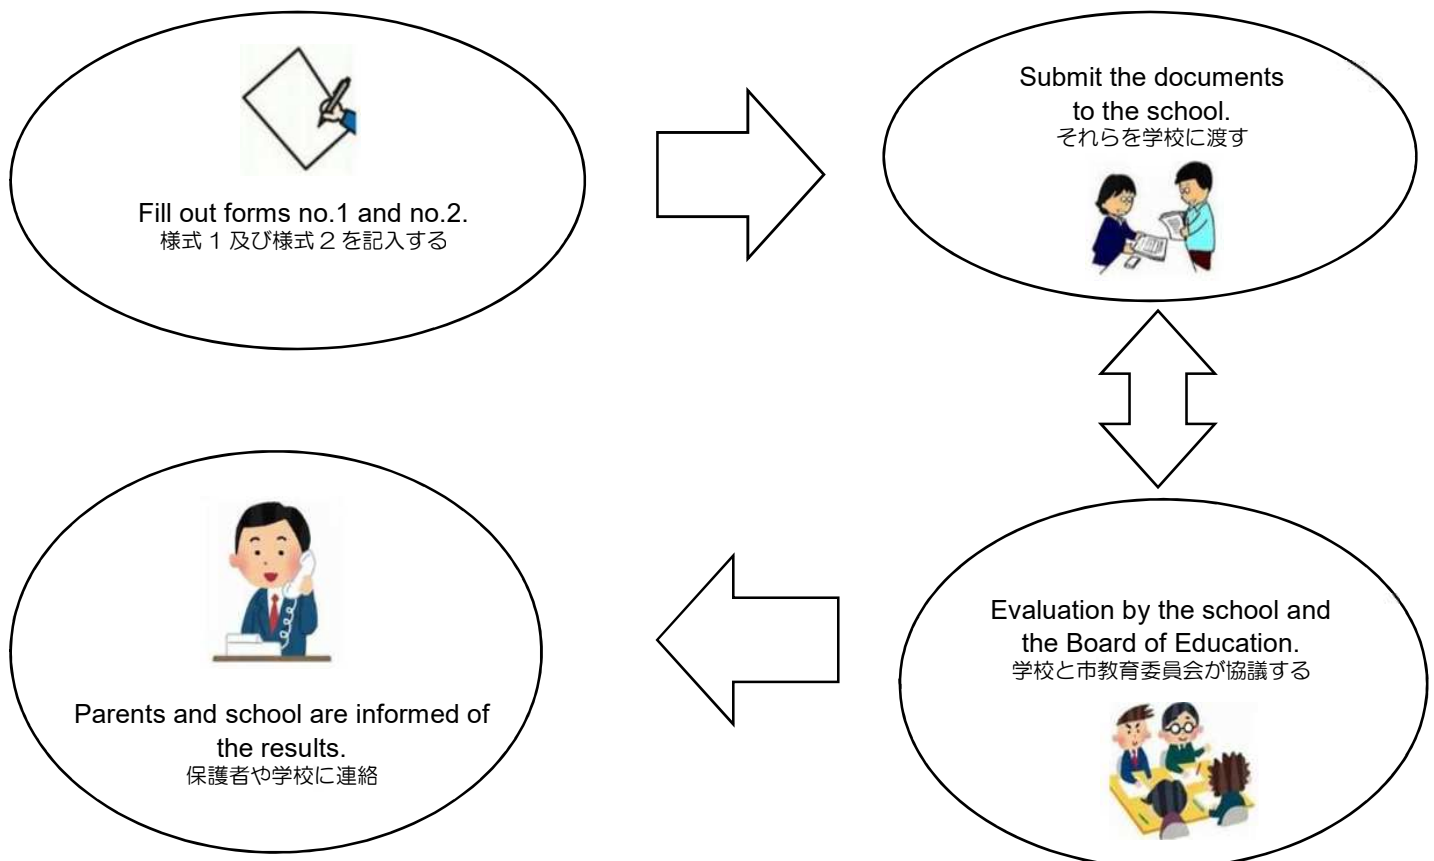 Fill out forms no.1 and no.2.
様式１及び様式２を記入する
Submit the documents
to the school.
それらを学校に渡す
Evaluation by the school and
the Board of Education.
学校と市教育委員会が協議する
Parents and school are informed of
the results.
保護者や学校に連絡